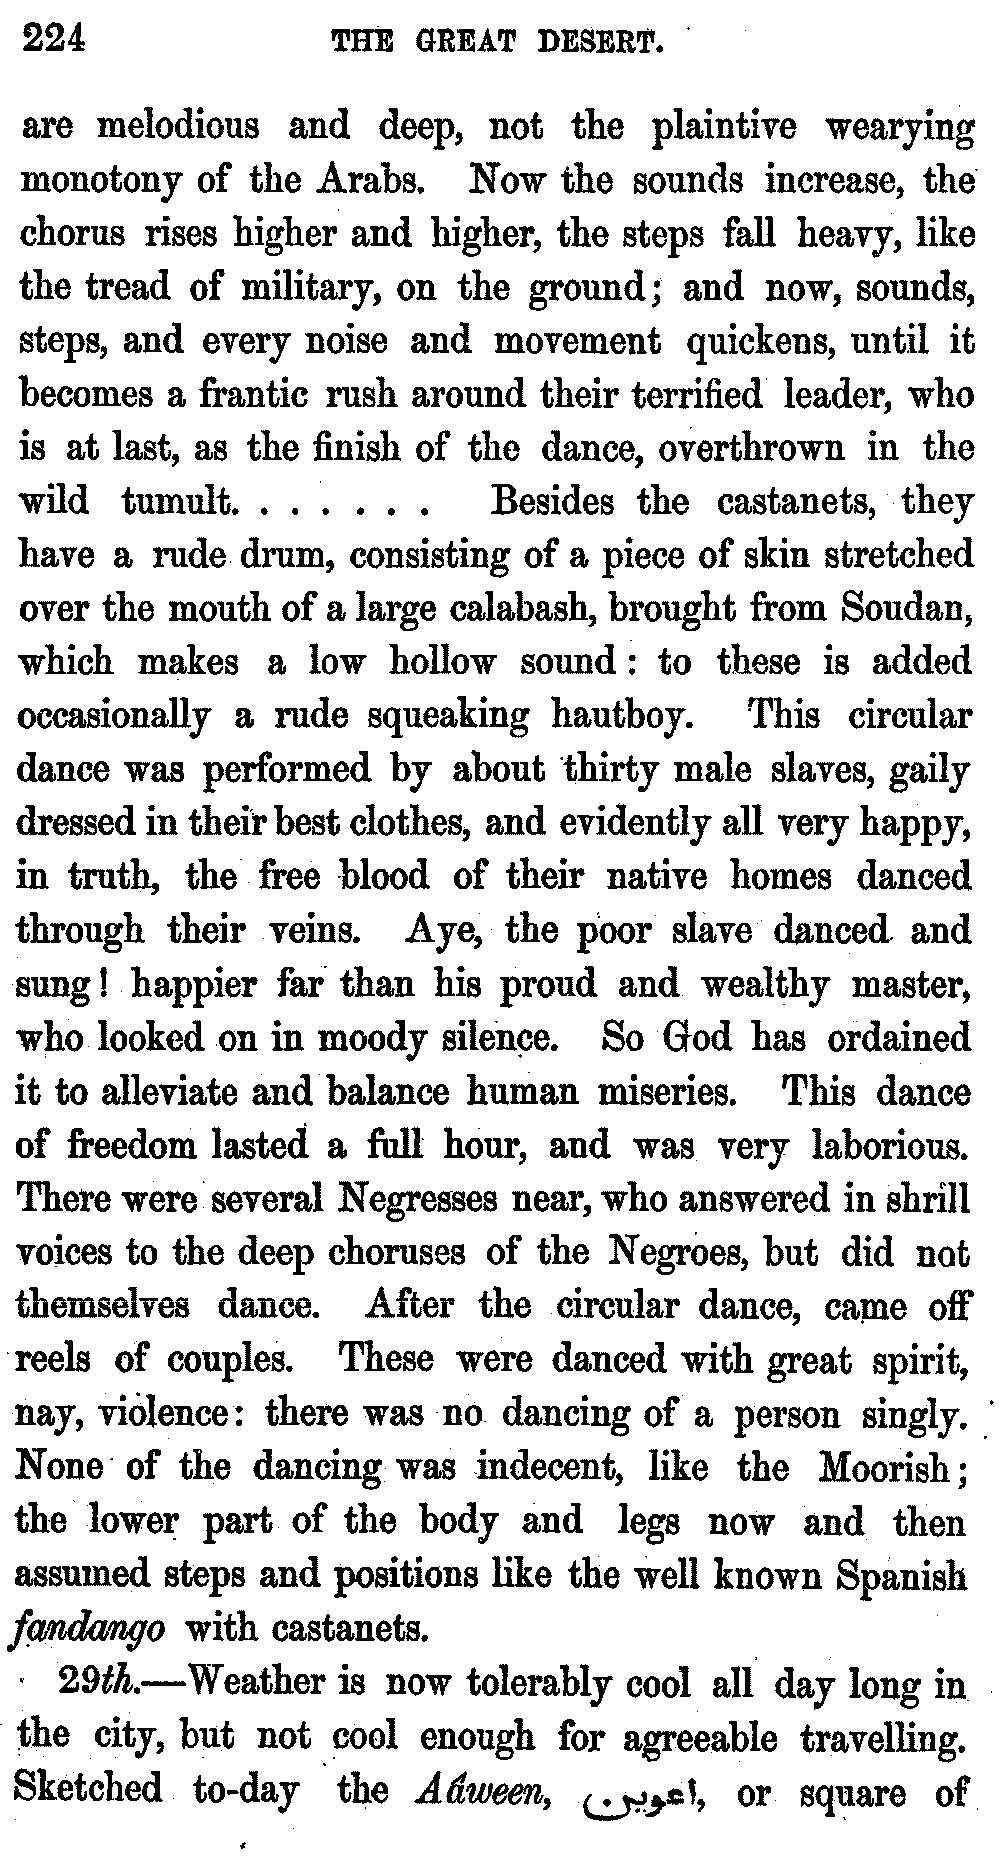 224 THE GREAT DESERT.
are melodious and deep, not the plaintive wearying
monotony of the Arabs. Now the sounds increase, the
chorus rises higher and higher, the steps fall heavy, like
the tread of military, on the ground; and now, sounds,
steps, and every noise and movement quickens, until it
becomes a frantic rush around their terrified leader, who
is at last, as the finish of the dance, overthrown in the
wild tumult. . . . . . . Besides the castanets, they
have a rude drum, consisting of a piece of skin stretched
over the mouth of a large calabash, brought from Soudan,
which makes a low hollow sound: to these is added
occasionally a rude squeaking hautboy. This circular
dance was performed by about thirty male slaves, gaily
dressed in their best clothes, and evidently all very happy,
in truth, the free blood of their native homes danced
through their veins. Aye, the poor slave danced and
sung! happier far than his proud and wealthy master,
who looked on in moody silence. So God has ordained
it to alleviate and balance human miseries. This dance
of freedom lasted a full hour, and was very laborious.
There were several Negresses near, who answered in shrill
voices to the deep choruses of the Negroes, but did not
themselves dance. After the circular dance, came off
reels of couples. These were danced with great spirit,
nay, violence: there was no dancing of a person singly.
None of the dancing was indecent, like the Moorish;
the lower part of the body and legs now and then
assumed steps and positions like the well known Spanish
fandango with castanets.
29th.—Weather is now tolerably cool all day long in
the city, but not cool enough for agreeable travelling.
Sketched to-day the Aâween, اعوين, or square of